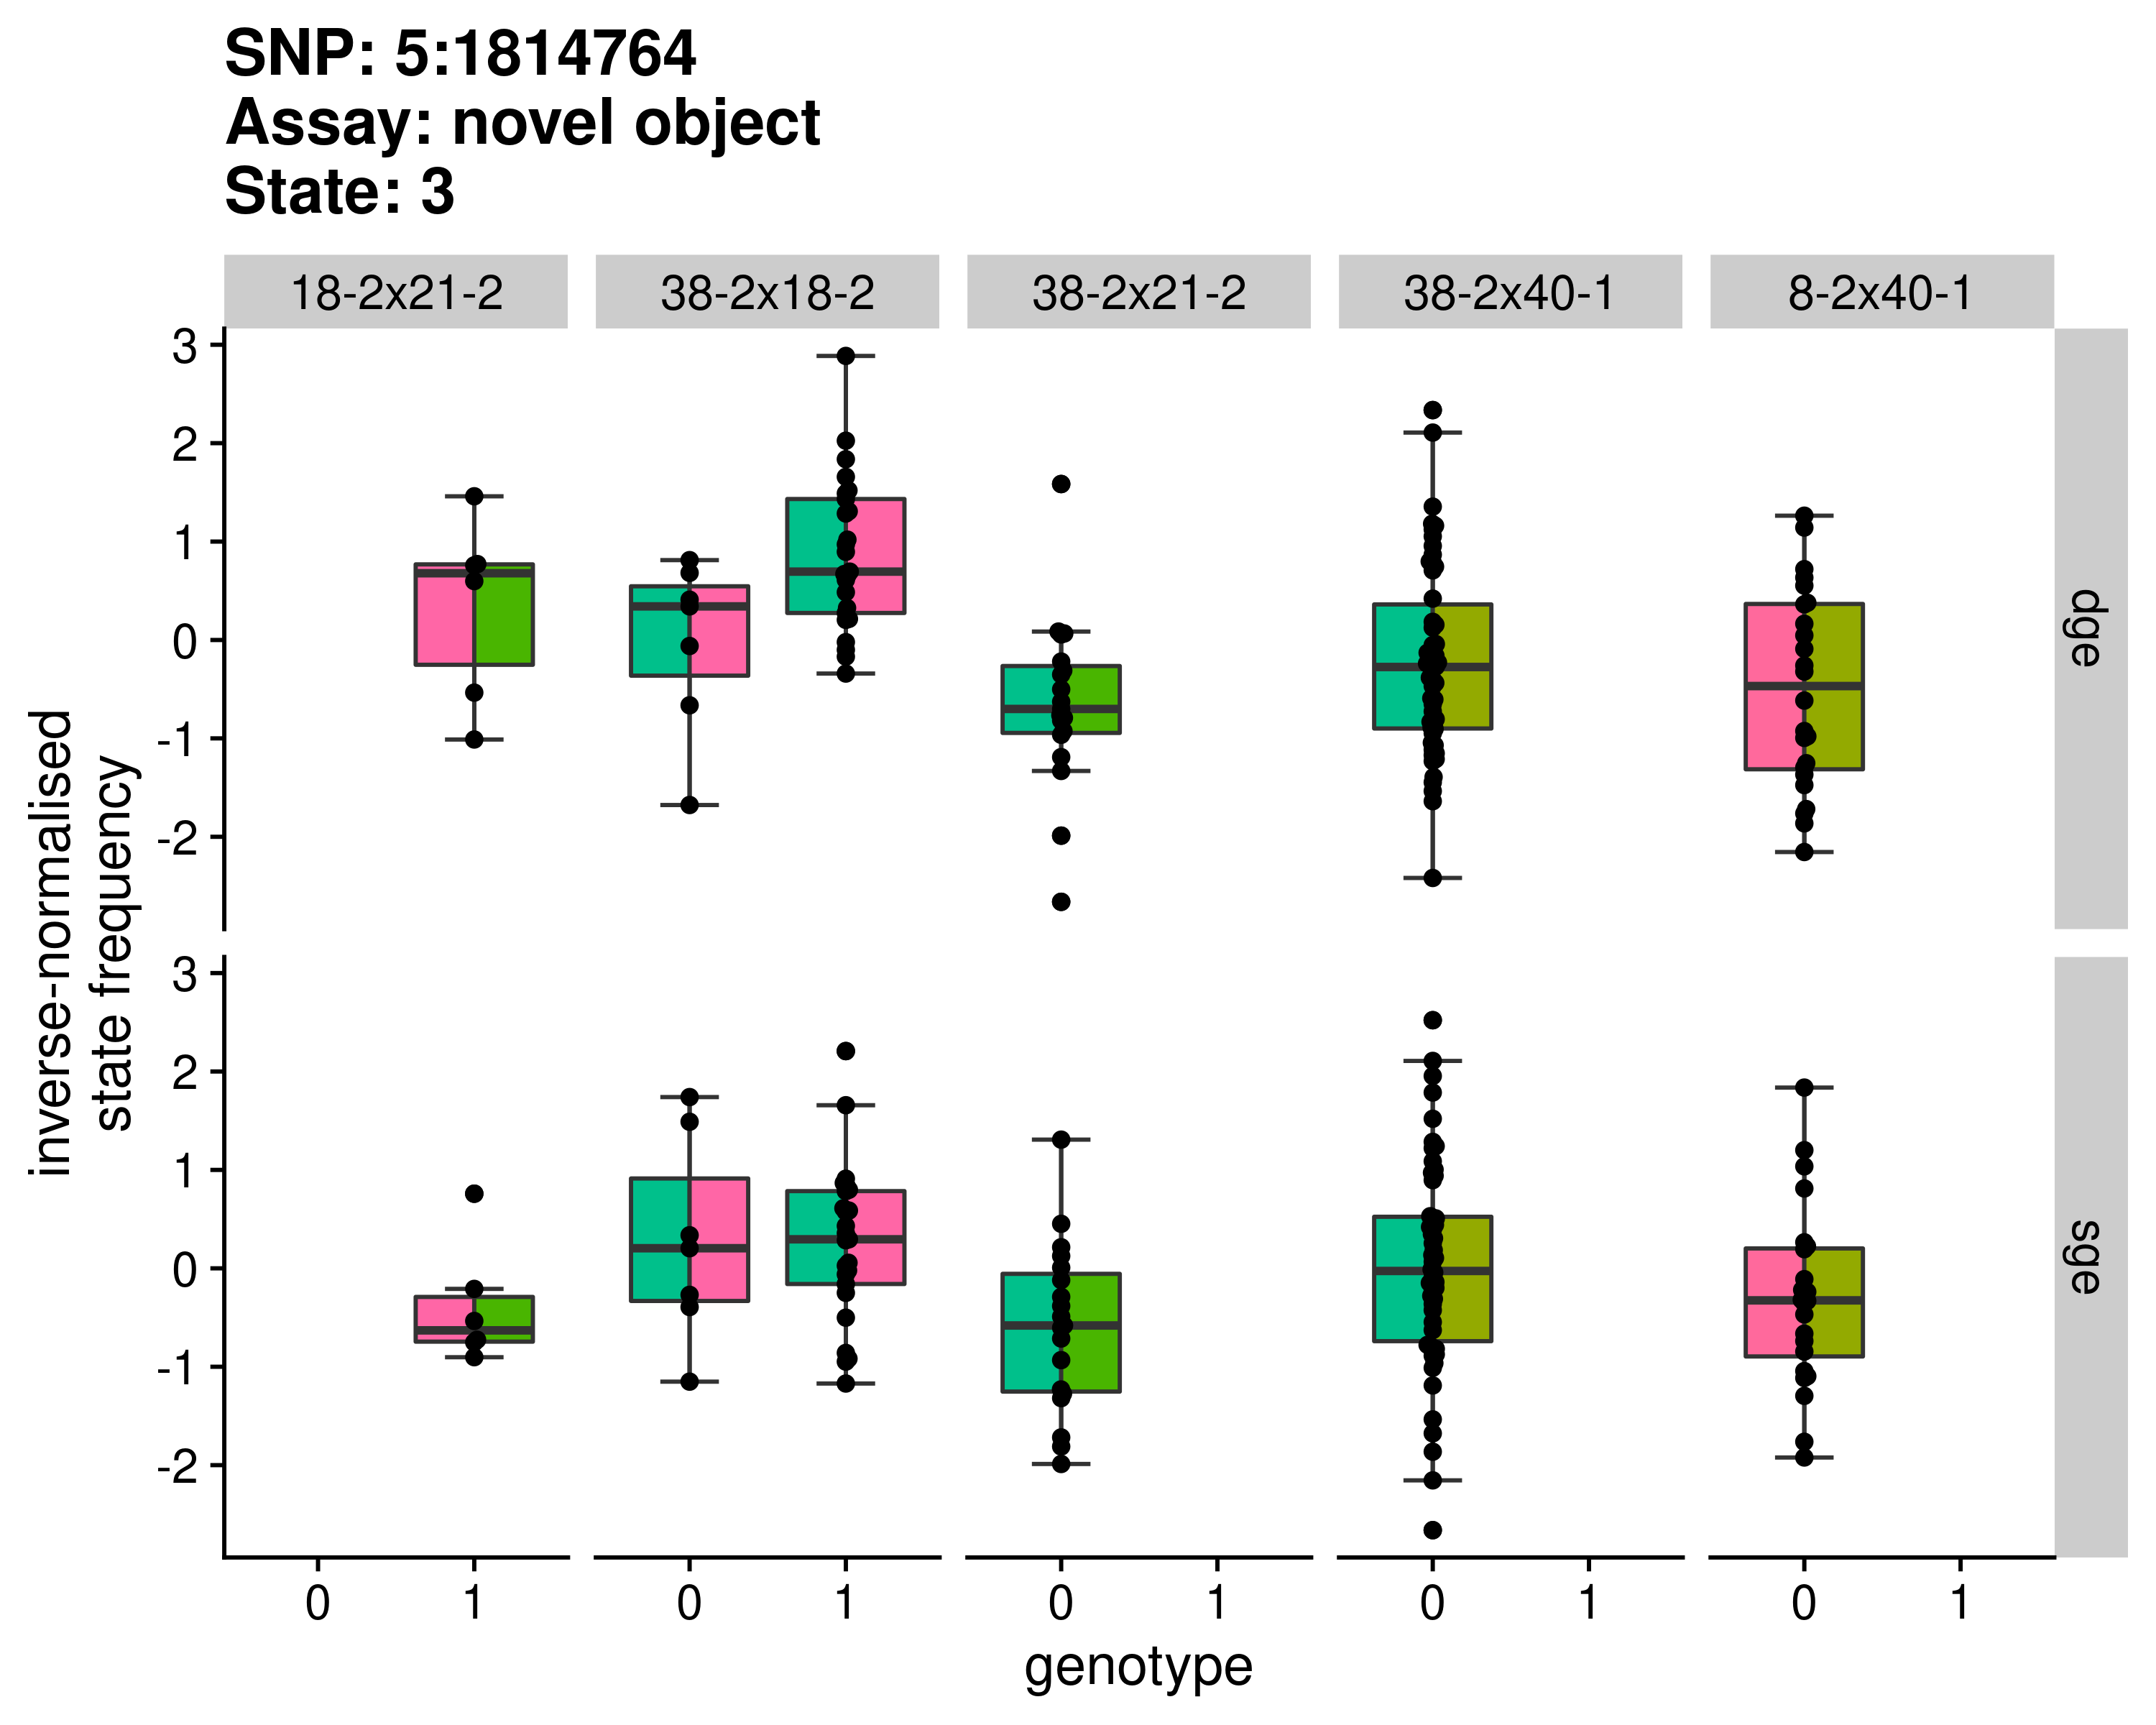 SNP: 5:1814764
Assay: novel object
State: 3
18-2x21-2 38-2x18-2 38-2x21-2 38-2x40-1 8-2x40-1
3
2
1
0
-1
-2
dge
inverse-normalised
state frequency
3
2
1
0
-1
-2
sge
0 1 0 1 0 1 0 1 0 1
genotype